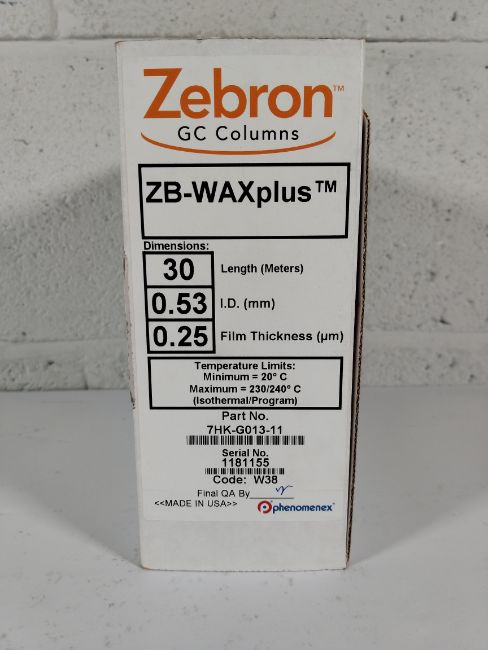 Zebron™
GC Columns
ZB-WAXplus™
Dimensions:
30 Length (Meters)
0.53 I.D. (mm)
0.25 Film Thickness (µm)
Temperature Limits:
Minimum = 20° C
Maximum = 230/240° C
(Isothermal/Program)
Part No.
7HK-G013-11
Serial No.
1181155
Code: W38
Final QA By
<<MADE IN USA>> phenomenex®